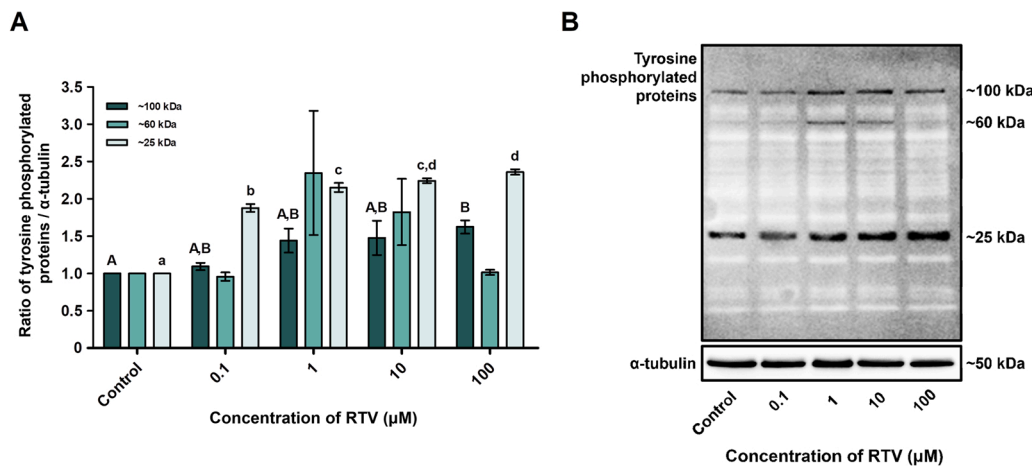 A
Ratio of tyrosine phosphorylated
proteins / α-tubulin
3.5
3.0
2.5
2.0
1.5
1.0
0.5
0
~100 kDa
~60 kDa
~25 kDa
A
a
A,B
b
A,B
c
A,B
c,d
B
d
Control
0.1
1
10
100
Concentration of RTV (µM)
B
Tyrosine
phosphorylated
proteins
~100 kDa
~60 kDa
~25 kDa
α-tubulin
~50 kDa
Control
0.1
1
10
100
Concentration of RTV (µM)